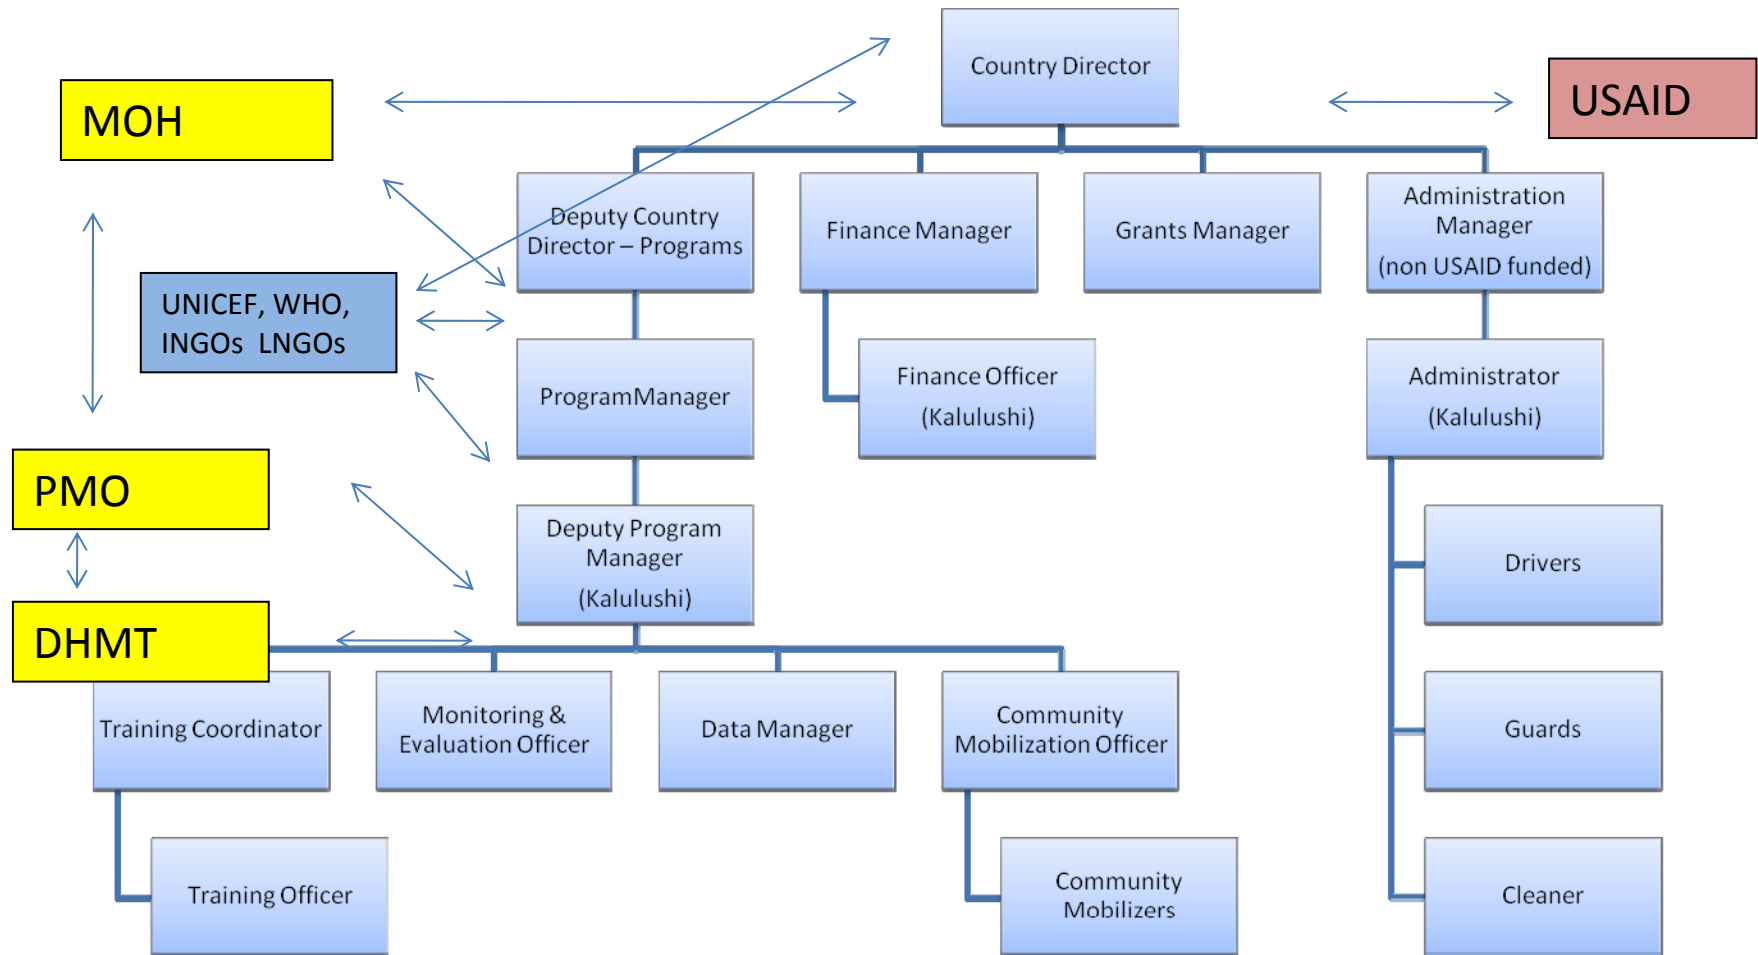 Country Director
MOH
USAID
Deputy Country
Director – Programs
Finance Manager
Grants Manager
Administration
Manager
(non USAID funded)
UNICEF, WHO,
INGOs  LNGOs
ProgramManager
Finance Officer
(Kalulushi)
Administrator
(Kalulushi)
PMO
Deputy Program
Manager
(Kalulushi)
Drivers
DHMT
Training Coordinator
Monitoring &
Evaluation Officer
Data Manager
Community
Mobilization Officer
Guards
Training Officer
Community
Mobilizers
Cleaner